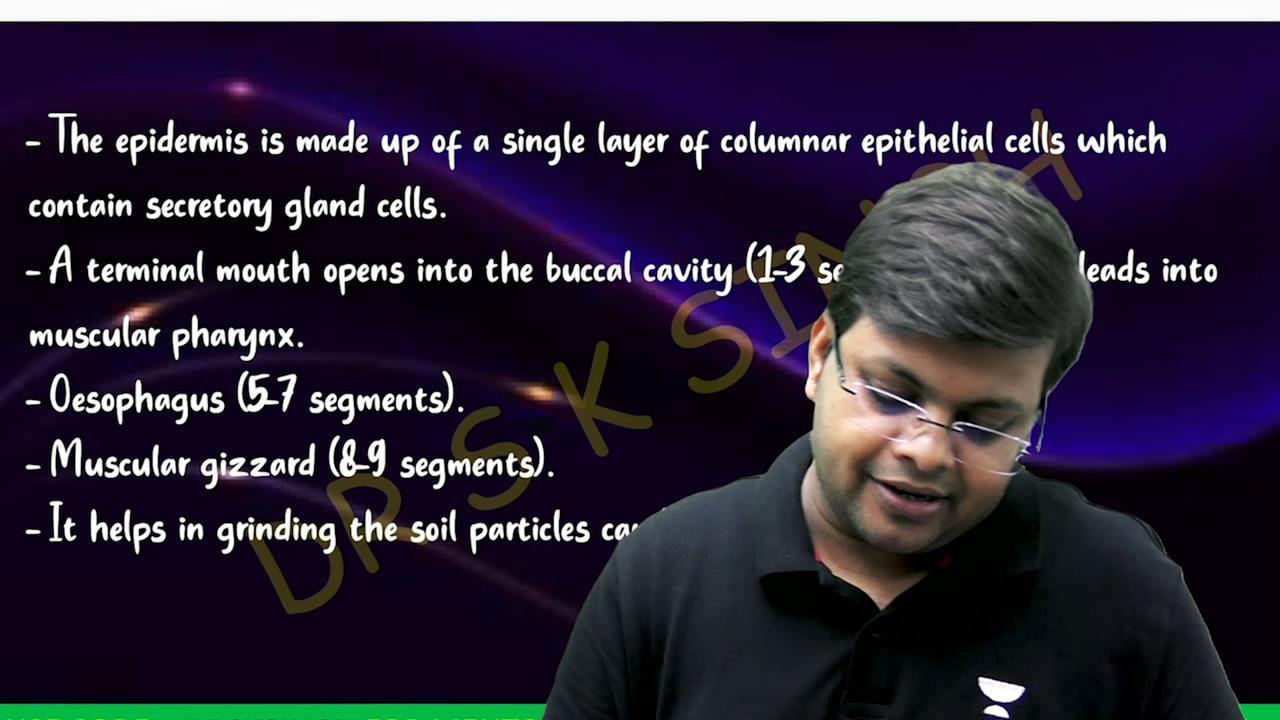 - The epidermis is made up of a single layer of columnar epithelial cells which
contain secretory gland cells.
- A terminal mouth opens into the buccal cavity (1-3 leads into
muscular pharynx.
- Oesophagus (5-7 segments).
- Muscular gizzard (8-9 segments).
- It helps in grinding the soil particles
DR S K